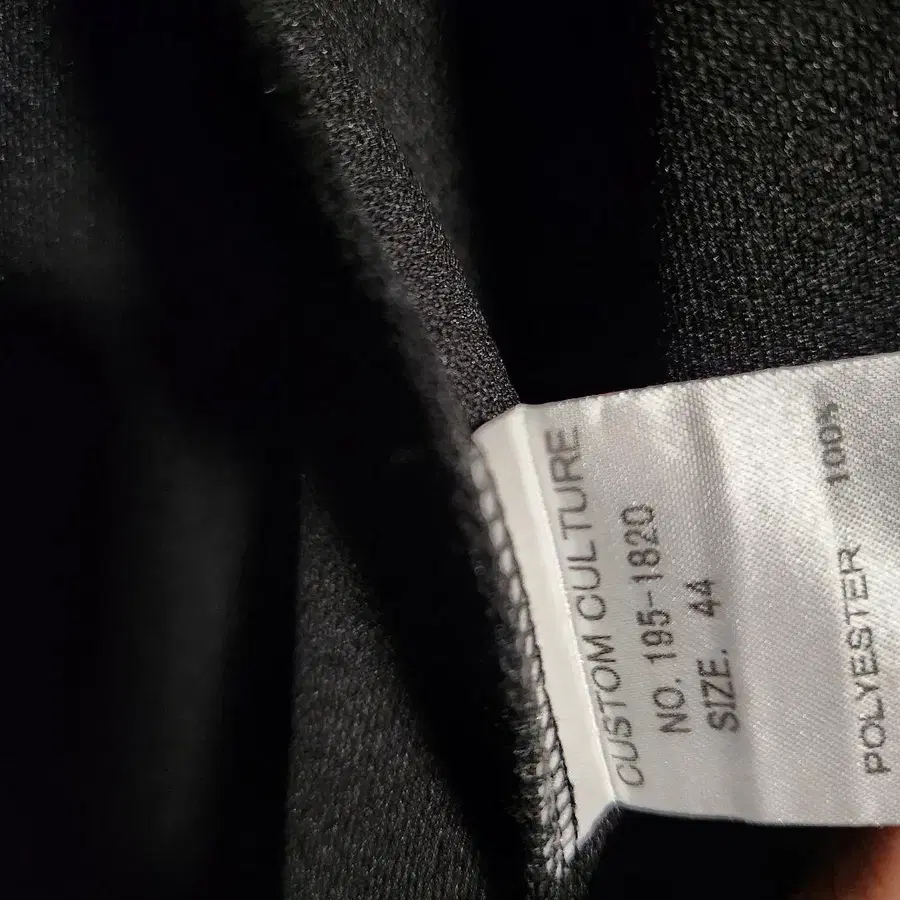 CUSTOM CULTURE
NO. 195-1820
SIZE. 44
POLYESTER 100%